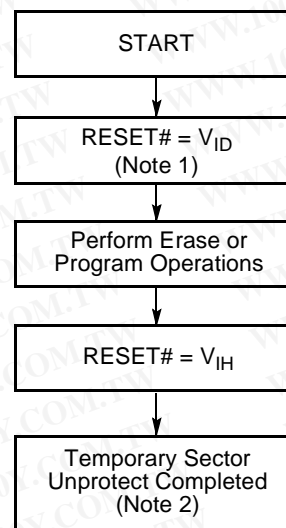 START
RESET# = V_ID
(Note 1)
Perform Erase or
Program Operations
RESET# = V_IH
Temporary Sector
Unprotect Completed
(Note 2)